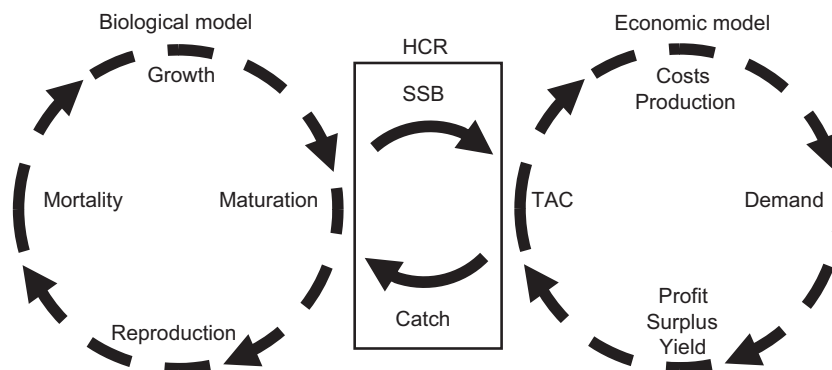 Biological model
Growth
Mortality
Maturation
Reproduction
HCR
SSB
Catch
Economic model
Costs
Production
TAC
Demand
Profit
Surplus
Yield